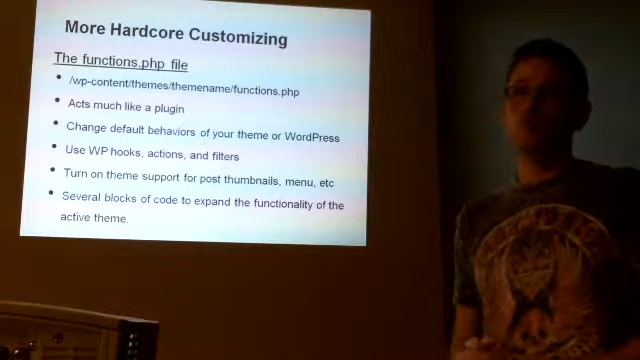 More Hardcore Customizing
The functions.php file
• /wp-content/themes/themename/functions.php
• Acts much like a plugin
• Change default behaviors of your theme or WordPress
• Use WP hooks, actions, and filters
• Turn on theme support for post thumbnails, menu, etc
• Several blocks of code to expand the functionality of the
active theme.